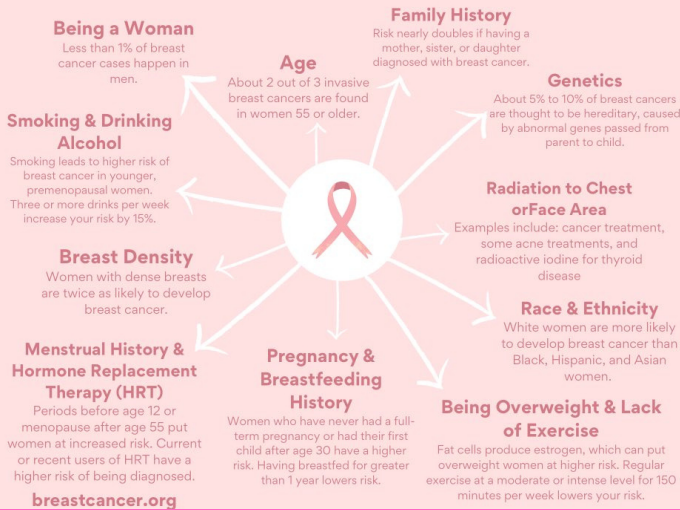 Being a Woman
Less than 1% of breast
cancer cases happen in
men.
Age
About 2 out of 3 invasive
breast cancers are found
in women 55 or older.
Family History
Risk nearly doubles if having a
mother, sister, or daughter
diagnosed with breast cancer.
Genetics
About 5% to 10% of breast cancers
are thought to be hereditary, caused
by abnormal genes passed from
parent to child.
Smoking & Drinking
Alcohol
Smoking leads to higher risk of
breast cancer in younger,
premenopausal women.
Three or more drinks per week
increase your risk by 15%.
Radiation to Chest
orFace Area
Examples include: cancer treatment,
some acne treatments, and
radioactive iodine for thyroid
disease
Breast Density
Women with dense breasts
are twice as likely to develop
breast cancer.
Race & Ethnicity
White women are more likely
to develop breast cancer than
Black, Hispanic, and Asian
women.
Menstrual History &
Hormone Replacement
Therapy (HRT)
Periods before age 12 or
menopause after age 55 put
women at increased risk. Current
or recent users of HRT have a
higher risk of being diagnosed.
Pregnancy &
Breastfeeding
History
Women who have never had a full-
term pregnancy or had their first
child after age 30 have a higher
risk. Having breastfed for greater
than 1 year lowers risk.
Being Overweight & Lack
of Exercise
Fat cells produce estrogen, which can put
overweight women at higher risk. Regular
exercise at a moderate or intense level for 150
minutes per week lowers your risk.
breastcancer.org